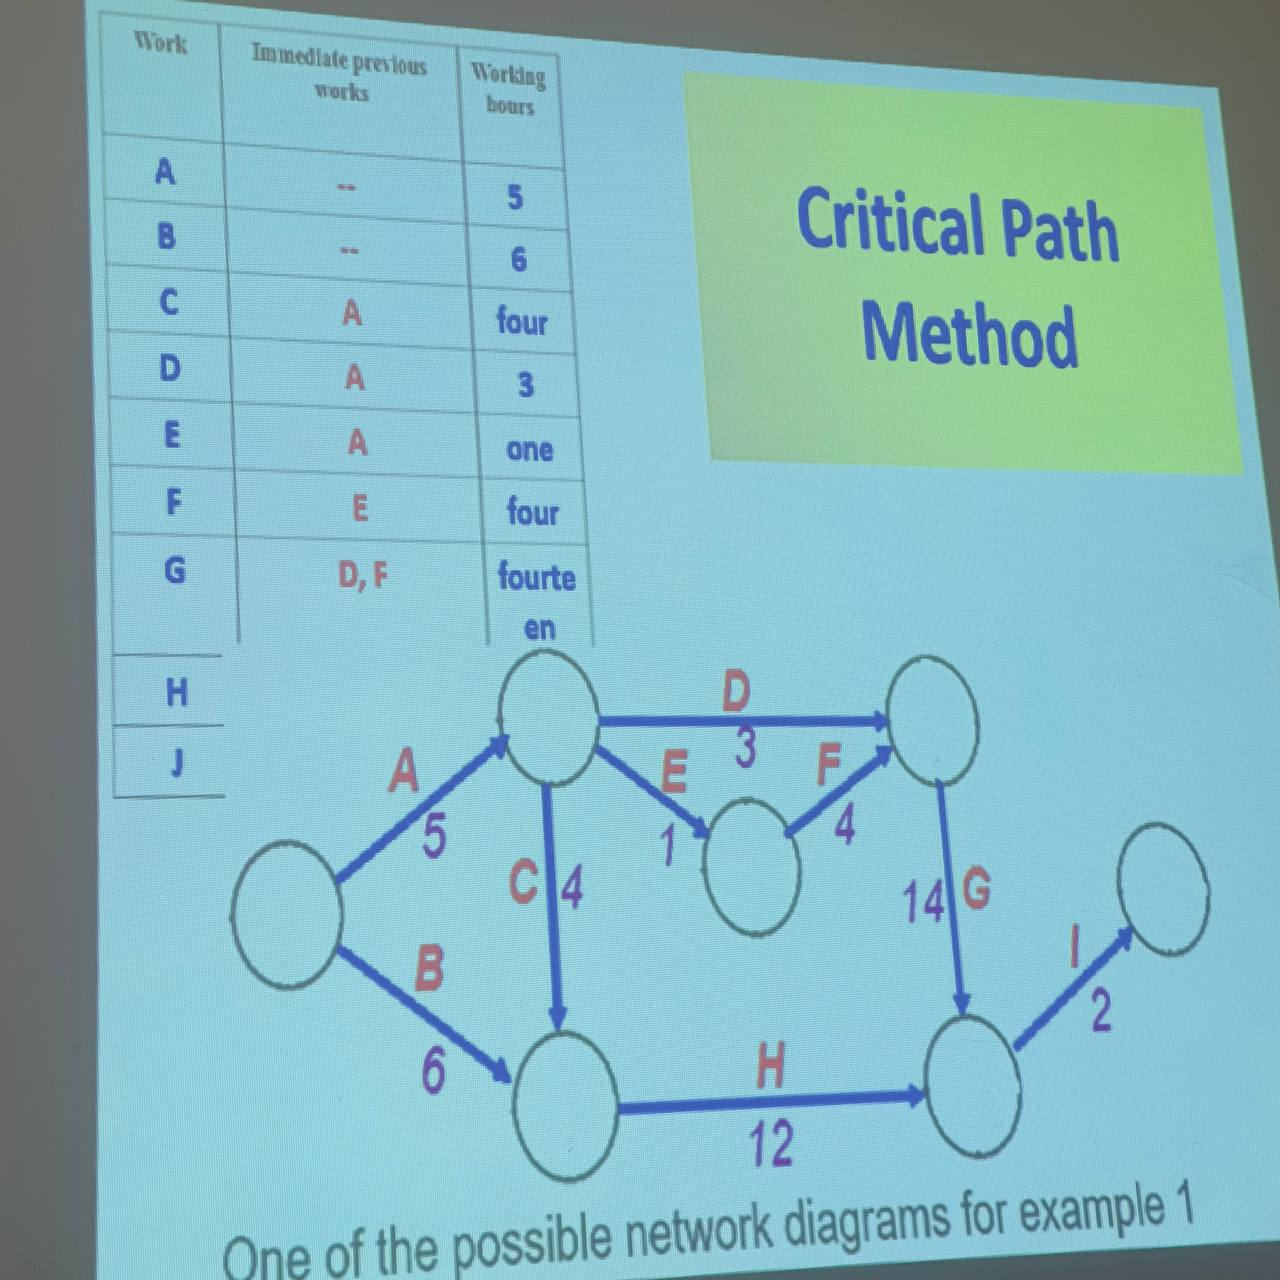 Work Immediate previous works Working hours
A -- 5
B -- 6
C A four
D A 3
E A one
F E four
G D, F fourte
en
H
J
Critical Path
Method
D
3
A
5
E
1
F
4
C 4
14 G
B
6
I
2
H
12
One of the possible network diagrams for example 1